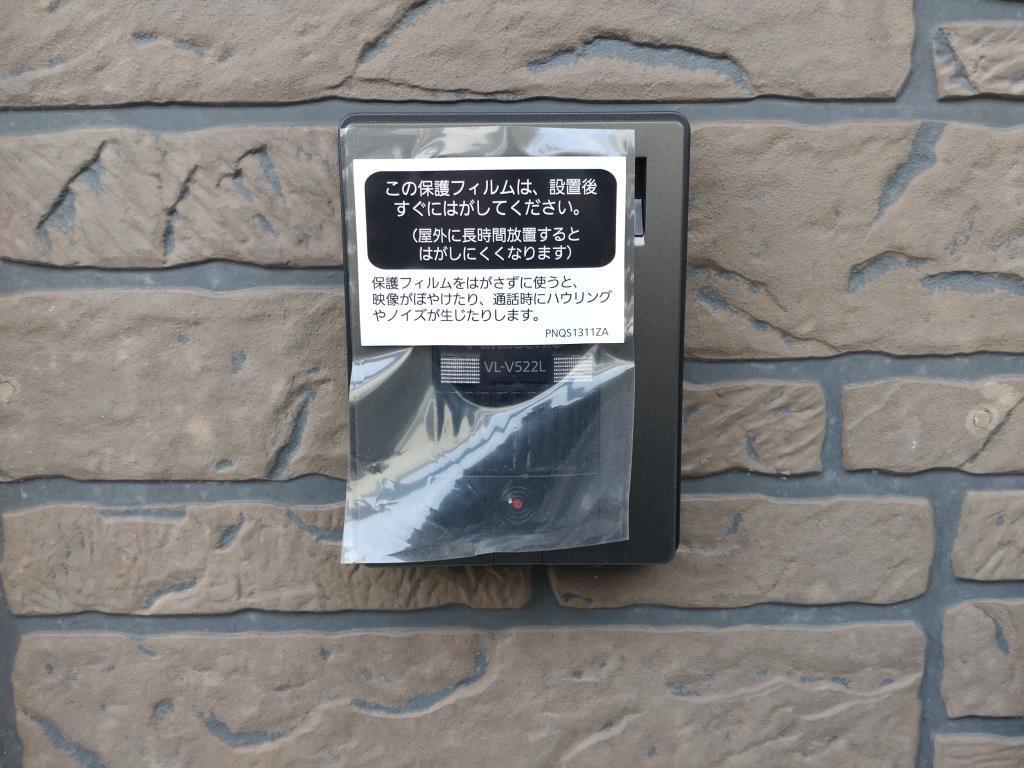 この保護フィルムは、設置後
すぐにはがしてください。
(屋外に長時間放置すると
はがしにくくなります)
保護フィルムをはがさずに使うと、
映像がぼやけたり、通話時にハウリング
やノイズが生じたりします。
PNQS1311ZA
Panasonic
VL-V522L